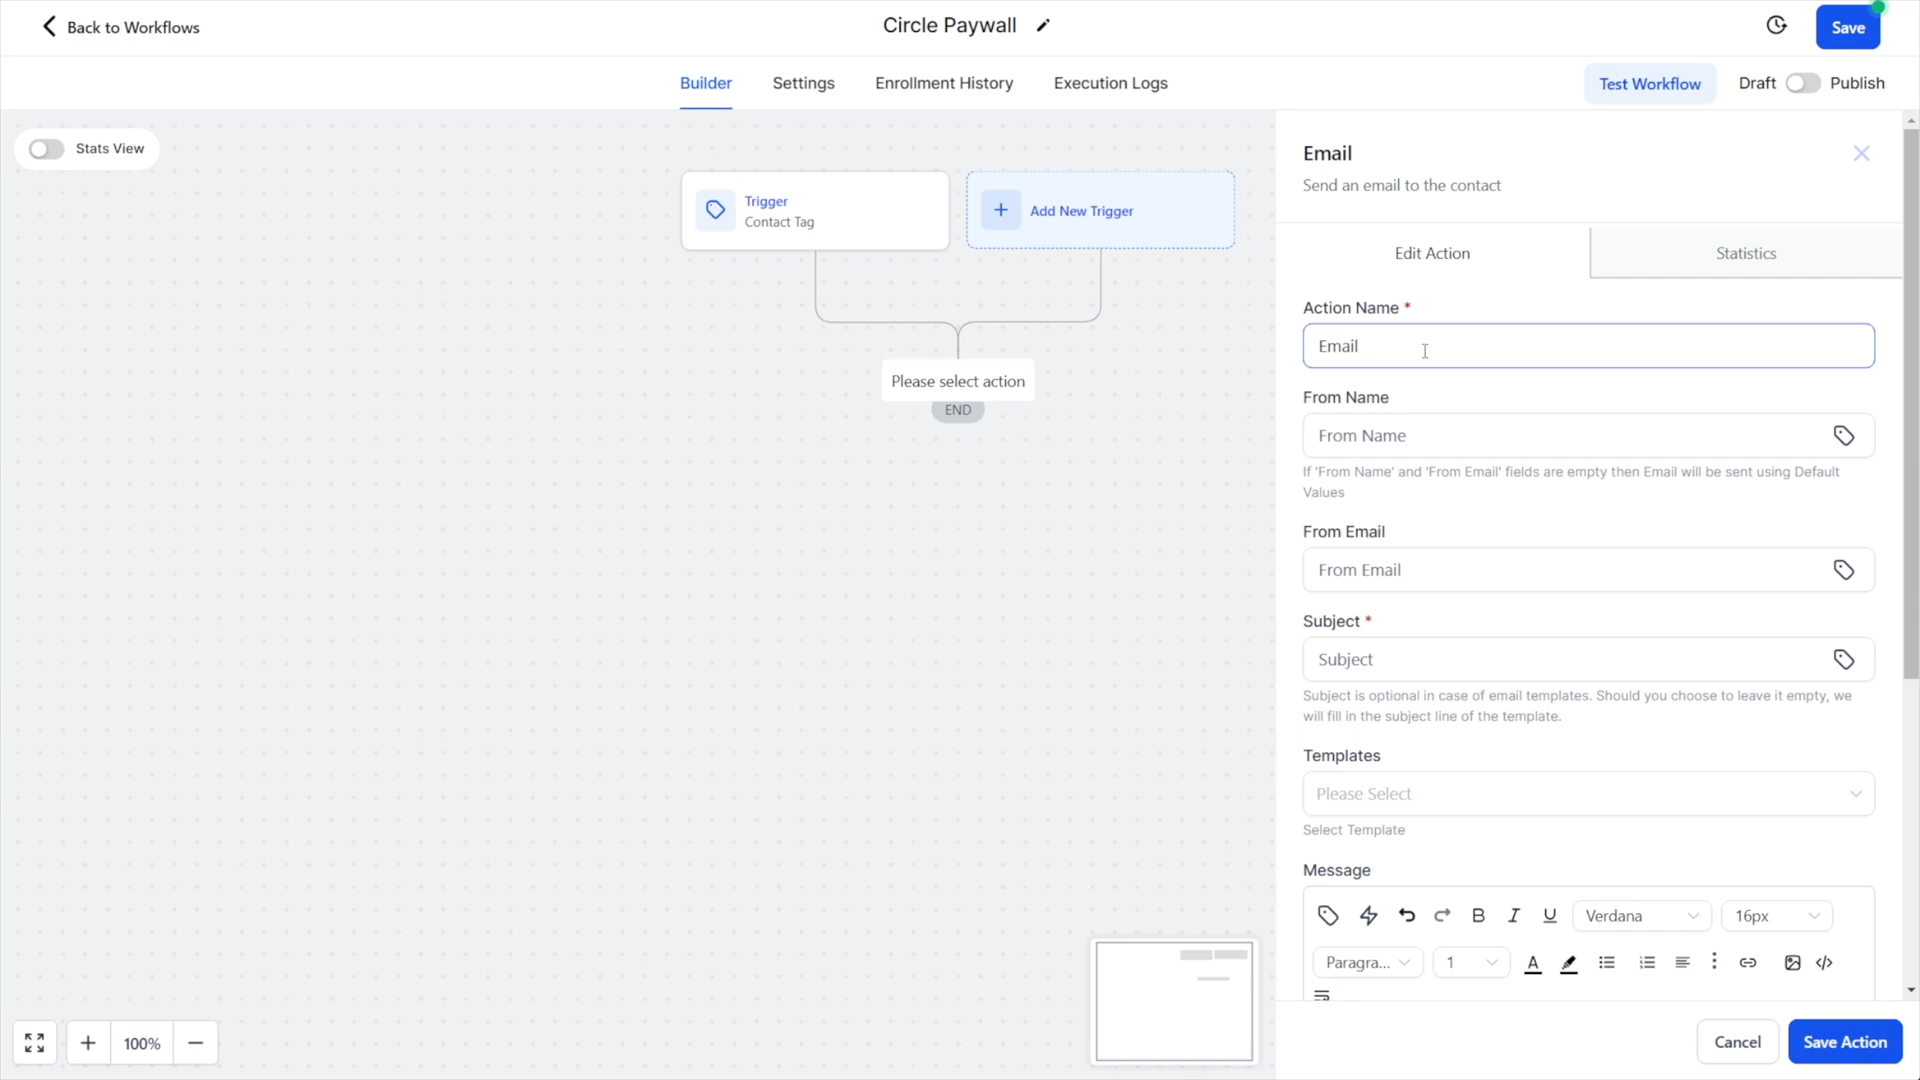 Back to Workflows
Circle Paywall
Save
Builder
Settings
Enrollment History
Execution Logs
Test Workflow
Draft
Publish
Stats View
Trigger
Contact Tag
Add New Trigger
Please select action
END
100%
Email
Send an email to the contact
Edit Action
Statistics
Action Name *
Email
From Name
From Name
If 'From Name' and 'From Email' fields are empty then Email will be sent using Default
Values
From Email
From Email
Subject *
Subject
Subject is optional in case of email templates. Should you choose to leave it empty, we
will fill in the subject line of the template.
Templates
Please Select
Select Template
Message
B I U Verdana 16px
Paragra... 1 A
Cancel
Save Action